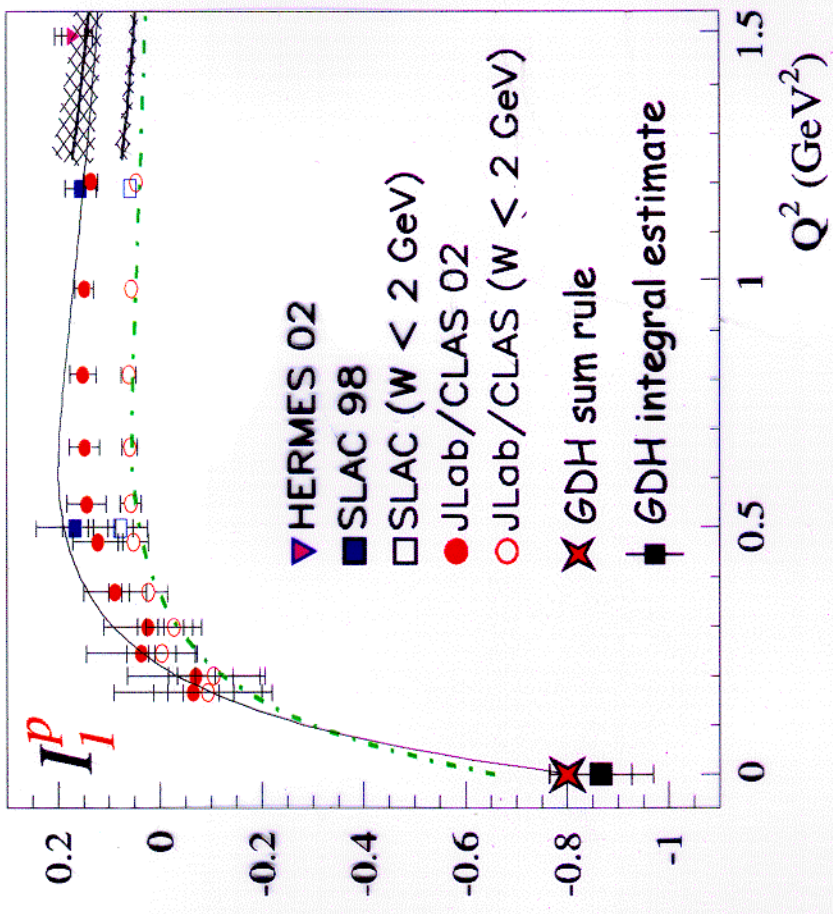 I₁ᵖ
0.2
0
-0.2
-0.4
-0.6
-0.8
-1
HERMES 02
SLAC 98
SLAC (W < 2 GeV)
JLab/CLAS 02
JLab/CLAS (W < 2 GeV)
GDH sum rule
GDH integral estimate
0
0.5
1
1.5
Q² (GeV²)